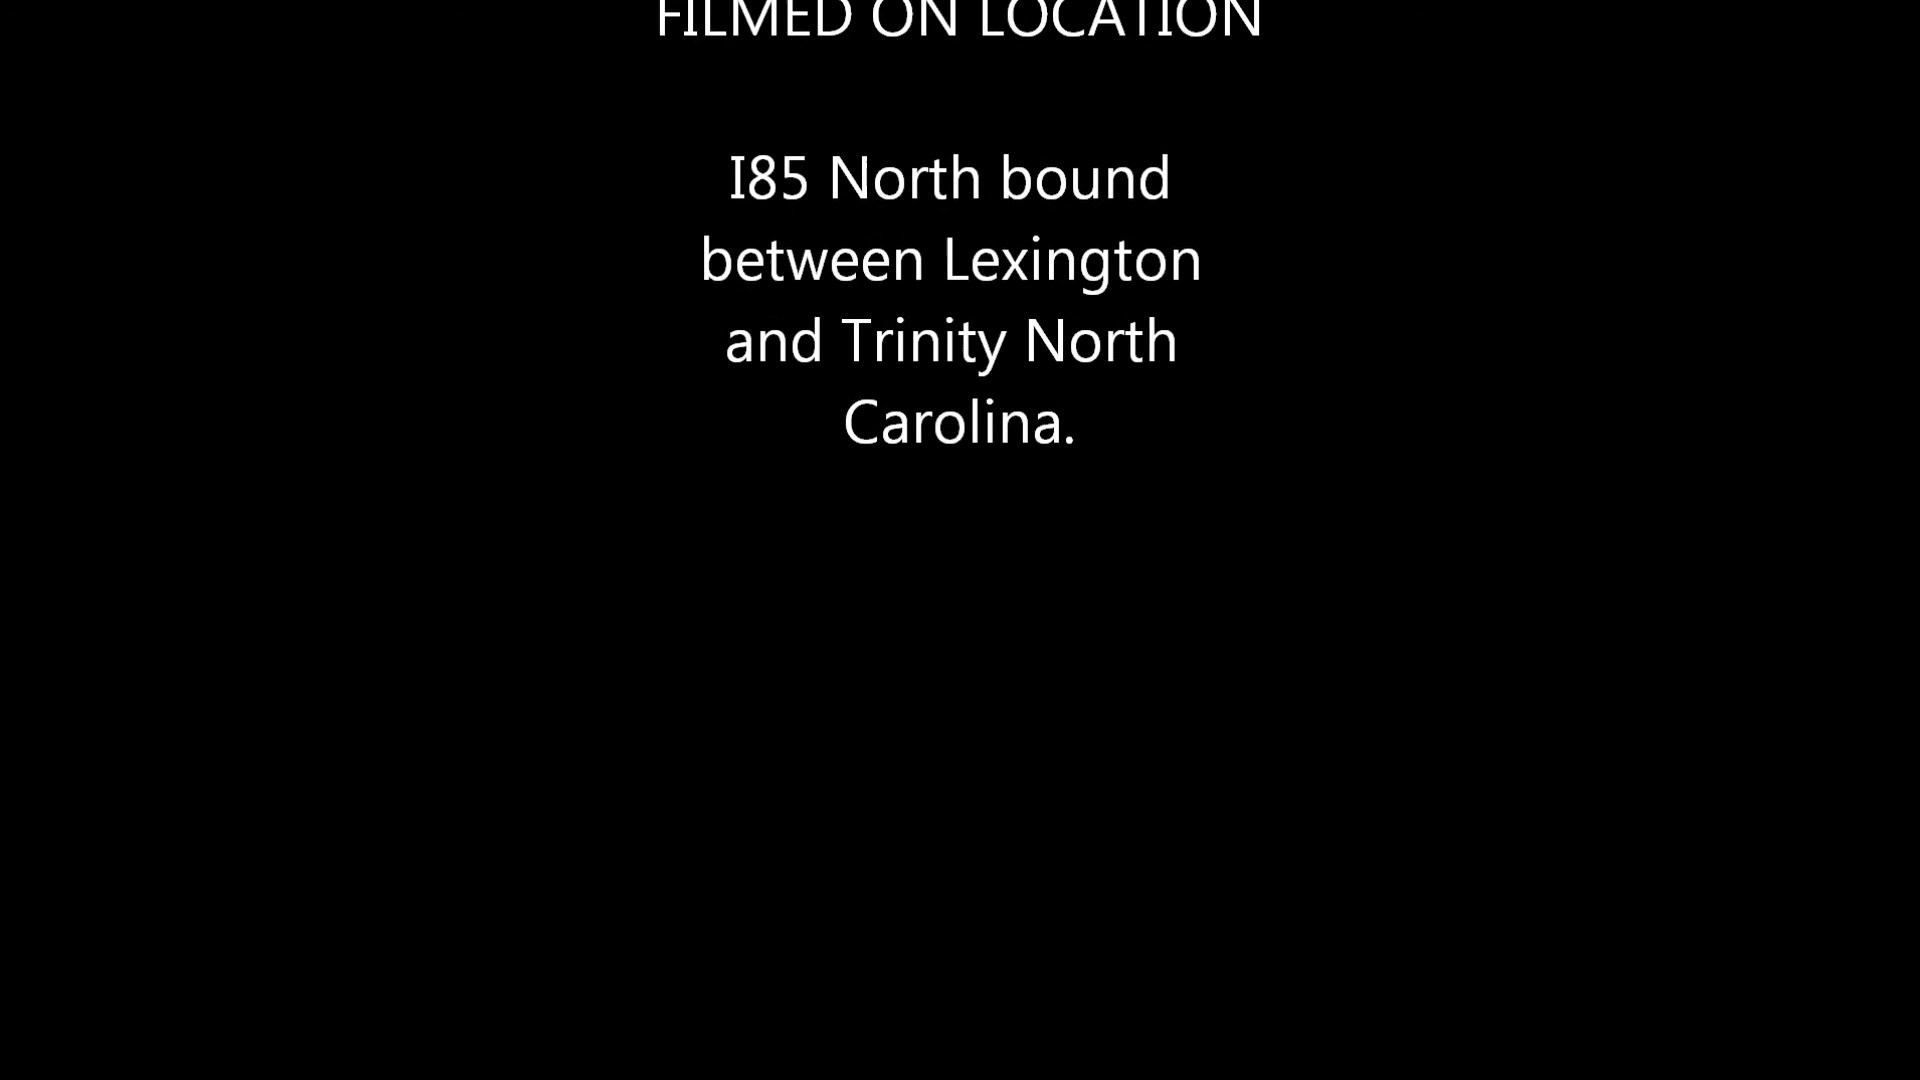 FILMED ON LOCATION
I85 North bound
between Lexington
and Trinity North
Carolina.